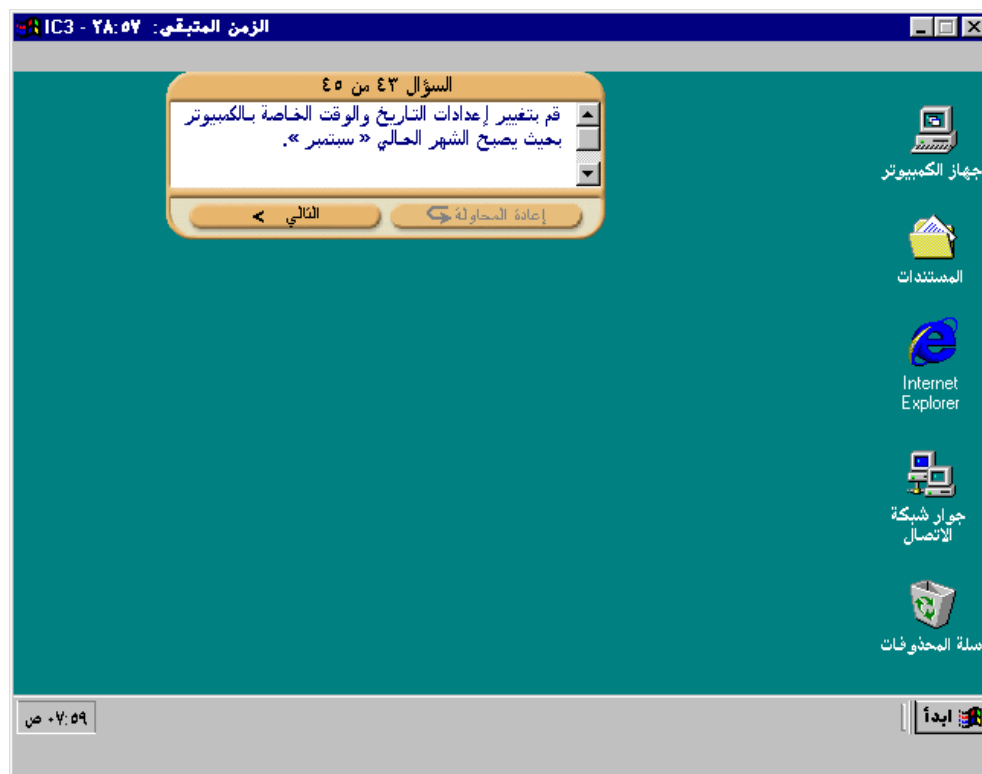 IC3 - ٢٨:٥٧ :الزمن المتبقي
السؤال ٤٣ من ٤٥
قم بتغيير إعدادات التاريخ والوقت الخاصة بالكمبيوتر
بحيث يصبح الشهر الحالي « سبتمبر ».
إعادة المحاولة
التالي >
جهاز الكمبيوتر
المستندات
Internet
Explorer
جوار شبكة
الاتصال
سلة المحذوفات
ابدأ
٠٧:٥٩ ص